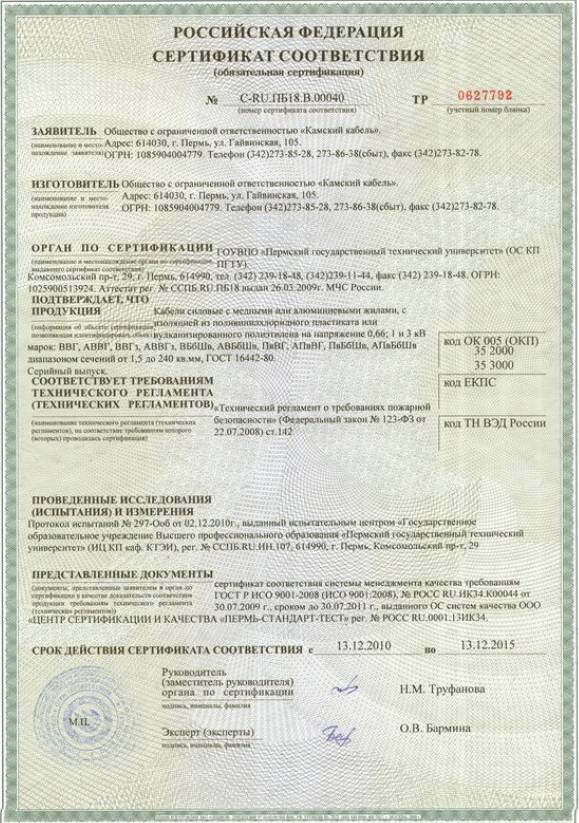 РОССИЙСКАЯ ФЕДЕРАЦИЯ
СЕРТИФИКАТ СООТВЕТСТВИЯ
(обязательная сертификация)
№ C-RU.ПБ18.В.00040 ТР 0627792
(номер сертификата соответствия) (учетный номер бланка)
ЗАЯВИТЕЛЬ Общество с ограниченной ответственностью «Камский кабель».
(наименование и место-нахождение заявителя) Адрес: 614030, г. Пермь, ул. Гайвинская, 105.
ОГРН: 1085904004779. Телефон (342)273-85-28, 273-86-38(сбыт), факс (342)273-82-78.
ИЗГОТОВИТЕЛЬ Общество с ограниченной ответственностью «Камский кабель».
(наименование и место-нахождение изготовителя продукции) Адрес: 614030, г. Пермь, ул. Гайвинская, 105.
ОГРН: 1085904004779. Телефон (342)273-85-28, 273-86-38(сбыт), факс (342)273-82-78.
ОРГАН ПО СЕРТИФИКАЦИИ ГОУВПО «Пермский государственный технический университет» (ОС КП
(наименование и местонахождение органа по сертификации, выдавшего сертификат соответствия) ПГТУ).
Комсомольский пр-т, 29, г. Пермь, 614990, тел. (342) 239-18-48, (342)239-11-44, факс (342) 239-18-48. ОГРН:
1025900513924. Аттестат рег. № ССПБ.RU.ПБ18 выдан 26.05.2009г. МЧС России.
ПОДТВЕРЖДАЕТ, ЧТО
ПРОДУКЦИЯ Кабели силовые с медными или алюминиевыми жилами, с
изоляцией из поливинилхлоридного пластиката или
(информация об объекте сертификации, позволяющая идентифицировать объект) вулканизированного полиэтилена на напряжение 0,66; 1 и 3 кВ
марок: ВВГ, АВВГ, ВВГз, АВВГз, ВБбШв, АВБбШв, ПвВГ, АПвВГ, ПвБбШв, АПвБбШв
диапазоном сечений от 1,5 до 240 кв.мм, ГОСТ 16442-80.
Серийный выпуск.
код ОК 005 (ОКП)
35 2000
35 3000
код ЕКПС
код ТН ВЭД России
СООТВЕТСТВУЕТ ТРЕБОВАНИЯМ
ТЕХНИЧЕСКОГО РЕГЛАМЕНТА
(ТЕХНИЧЕСКИХ РЕГЛАМЕНТОВ) «Технический регламент о требованиях пожарной
безопасности» (Федеральный закон № 123-ФЗ от
22.07.2008) ст.142
(наименование технического регламента (технических
регламентов), на соответствие требованиям которого
(которых) проводилась сертификация)
ПРОВЕДЕННЫЕ ИССЛЕДОВАНИЯ
(ИСПЫТАНИЯ) И ИЗМЕРЕНИЯ
Протокол испытаний № 297-Ооб от 02.12.2010г., выданный испытательным центром «Государственное
образовательное учреждение Высшего профессионального образования «Пермский государственный технический
университет» (ИЦ КП каф. КТЭИ), рег. № ССПБ.RU.ИН.107, 614990, г. Пермь, Комсомольский пр-т, 29
ПРЕДСТАВЛЕННЫЕ ДОКУМЕНТЫ
(документы, представленные заявителем в орган по
сертификации в качестве доказательств соответствия
продукции требованиям технического регламента
(технических регламентов))
сертификат соответствия системы менеджмента качества требованиям
ГОСТ Р ИСО 9001-2008 (ИСО 9001:2008), № РОСС RU.ИК34.К00044 от
30.07.2009 г., сроком до 30.07.2011 г., выданного ОС систем качества ООО
«ЦЕНТР СЕРТИФИКАЦИИ И КАЧЕСТВА «ПЕРМЬ-СТАНДАРТ-ТЕСТ» рег. № РОСС RU.0001.13ИК34.
СРОК ДЕЙСТВИЯ СЕРТИФИКАТА СООТВЕТСТВИЯ с 13.12.2010 по 13.12.2015
Руководитель
(заместитель руководителя)
органа по сертификации
подпись, инициалы, фамилия
Н.М. Труфанова
М.П.
Эксперт (эксперты)
подпись, инициалы, фамилия
О.В. Бармина